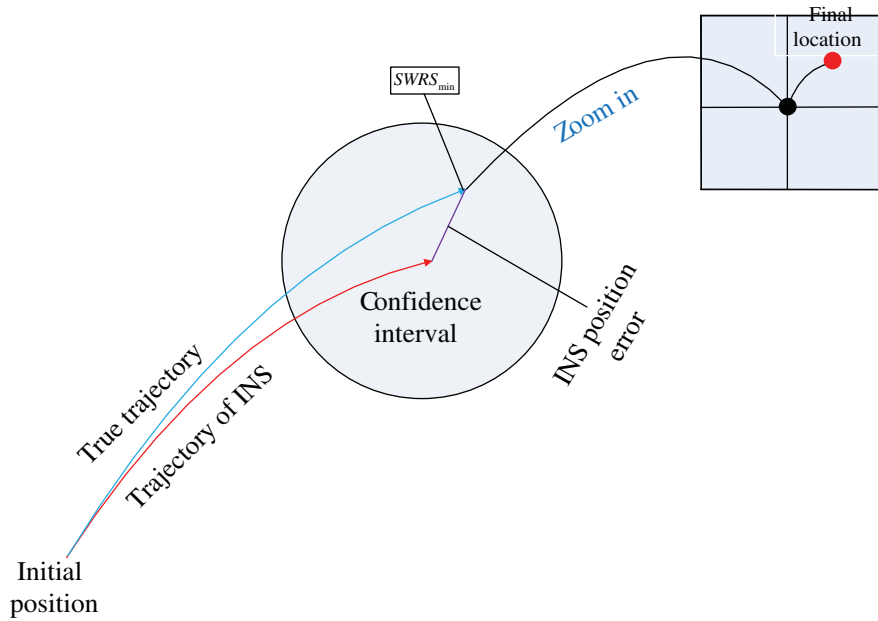 Final
location
SWRSmin
Zoom in
Confidence
interval
INS position
error
True trajectory
Trajectory of INS
Initial
position